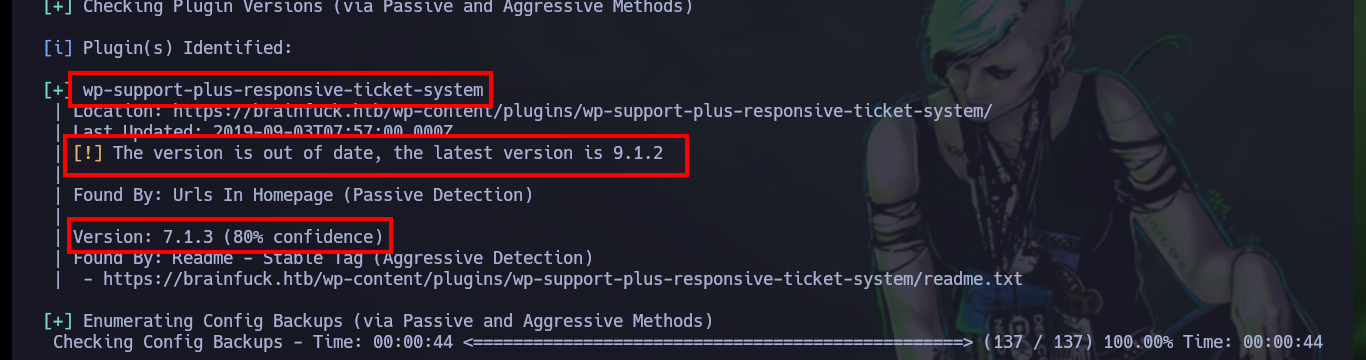 [+] Checking Plugin Versions (via Passive and Aggressive Methods)
[i] Plugin(s) Identified:
[+] wp-support-plus-responsive-ticket-system
| Location: https://brainfuck.htb/wp-content/plugins/wp-support-plus-responsive-ticket-system/
| Last Updated: 2019-09-03T07:57:00.000Z
| [!] The version is out of date, the latest version is 9.1.2
|
| Found By: Urls In Homepage (Passive Detection)
|
| Version: 7.1.3 (80% confidence)
| Found By: Readme - Stable Tag (Aggressive Detection)
|  - https://brainfuck.htb/wp-content/plugins/wp-support-plus-responsive-ticket-system/readme.txt
[+] Enumerating Config Backups (via Passive and Aggressive Methods)
Checking Config Backups - Time: 00:00:44 <=================================================> (137 / 137) 100.00% Time: 00:00:44